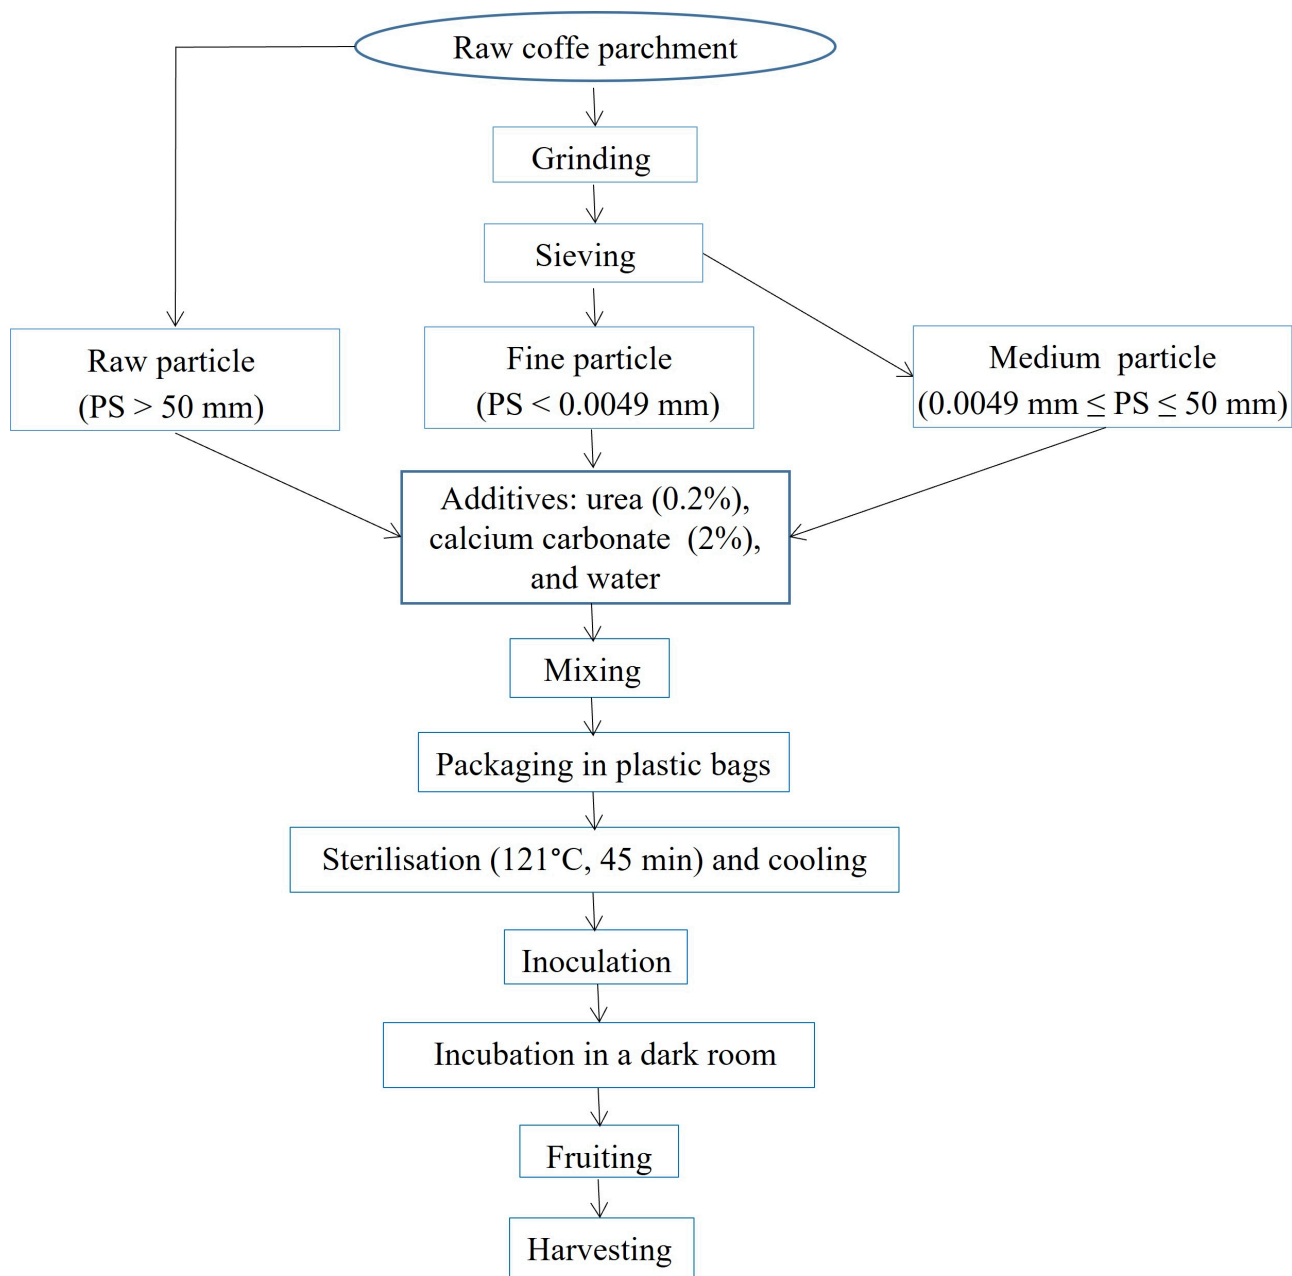 Raw coffe parchment
Grinding
Sieving
Raw particle
(PS > 50 mm)
Fine particle
(PS < 0.0049 mm)
Medium particle
(0.0049 mm ≤ PS ≤ 50 mm)
Additives: urea (0.2%),
calcium carbonate (2%),
and water
Mixing
Packaging in plastic bags
Sterilisation (121°C, 45 min) and cooling
Inoculation
Incubation in a dark room
Fruiting
Harvesting